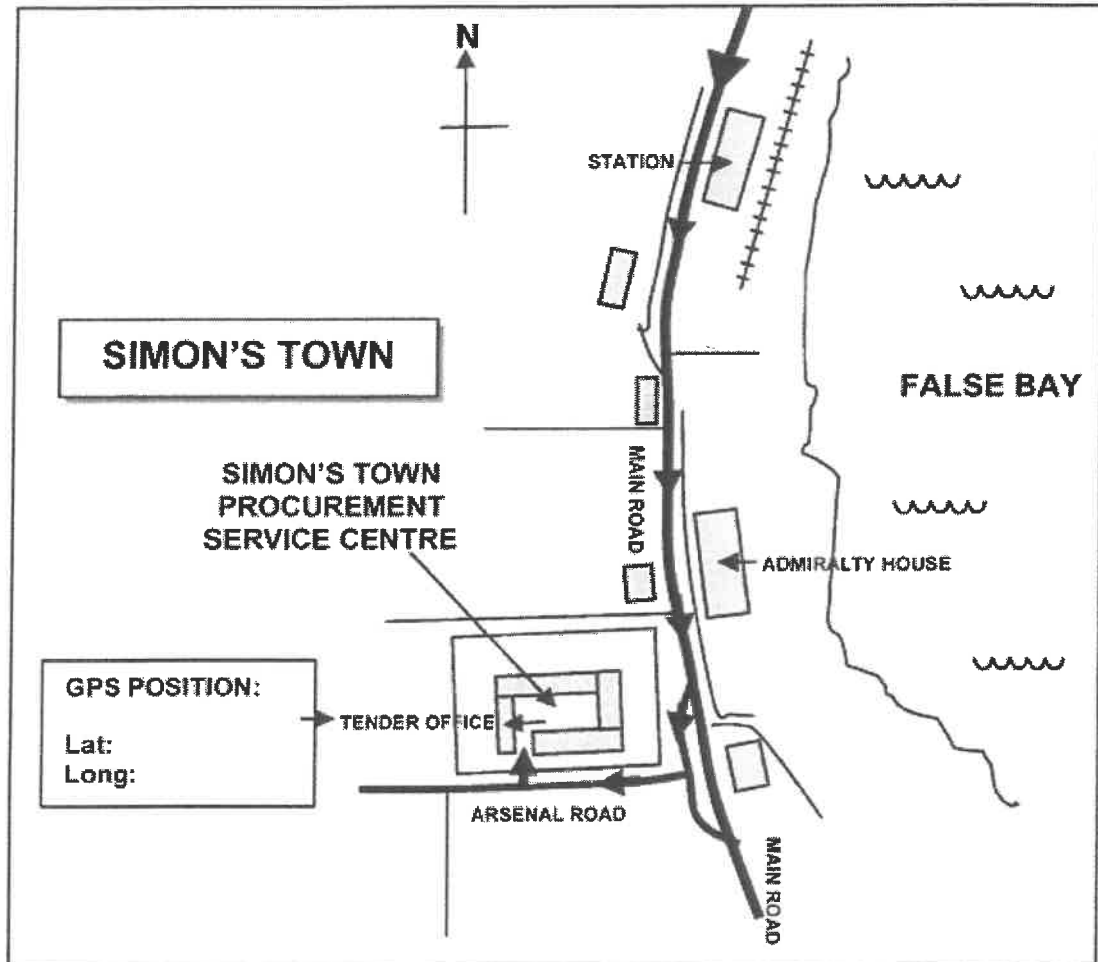 N
STATION
SIMON'S TOWN
FALSE BAY
SIMON'S TOWN
PROCUREMENT
SERVICE CENTRE
MAIN ROAD
ADMIRALTY HOUSE
GPS POSITION:
Lat:
Long:
TENDER OFFICE
ARSENAL ROAD
MAIN ROAD